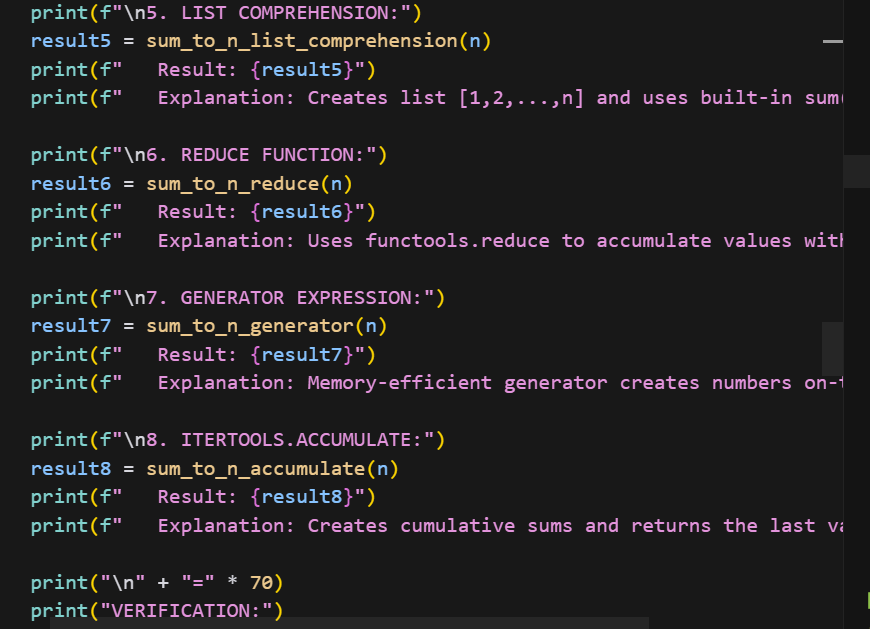 print(f"\n5. LIST COMPREHENSION:")
result5 = sum_to_n_list_comprehension(n)
print(f"   Result: {result5}")
print(f"   Explanation: Creates list [1,2,...,n] and uses built-in sum(
print(f"\n6. REDUCE FUNCTION:")
result6 = sum_to_n_reduce(n)
print(f"   Result: {result6}")
print(f"   Explanation: Uses functools.reduce to accumulate values with
print(f"\n7. GENERATOR EXPRESSION:")
result7 = sum_to_n_generator(n)
print(f"   Result: {result7}")
print(f"   Explanation: Memory-efficient generator creates numbers on-
print(f"\n8. ITERTOOLS.ACCUMULATE:")
result8 = sum_to_n_accumulate(n)
print(f"   Result: {result8}")
print(f"   Explanation: Creates cumulative sums and returns the last
print("\n" + "=" * 70)
print("VERIFICATION:")